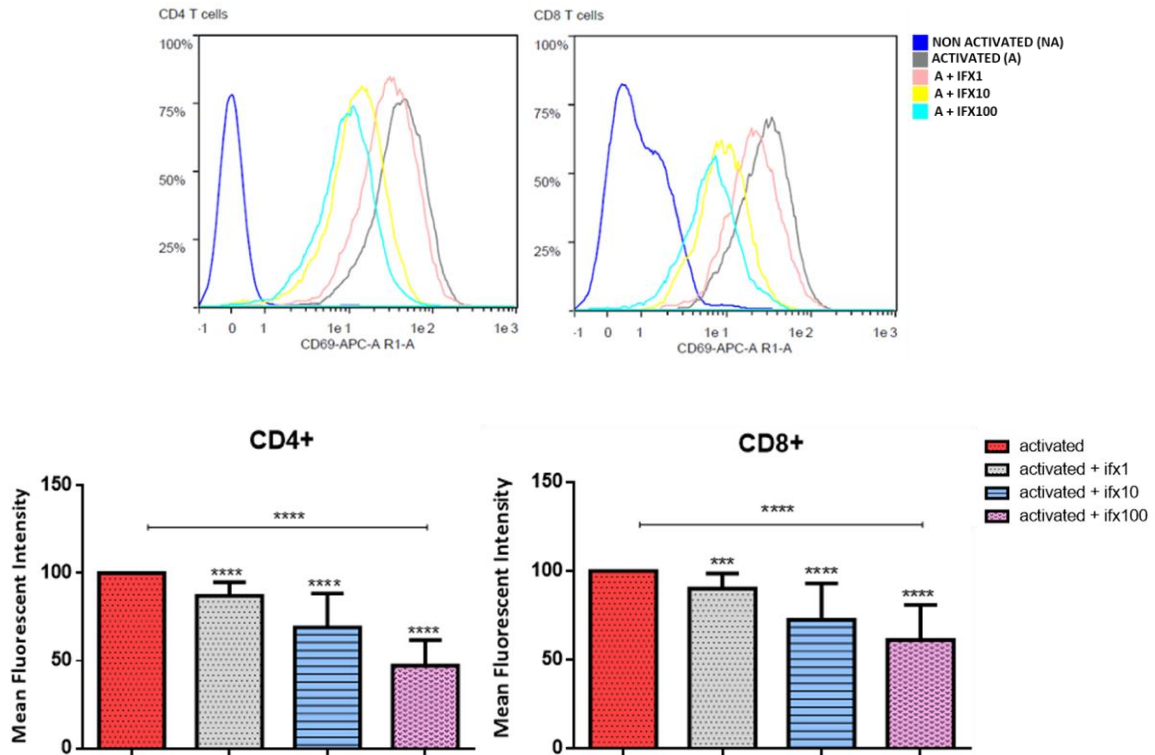 CD4 T cells
100%
75%
50%
25%
-1 0 1 1e1 1e2 1e3
CD69-APC-A R1-A
CD8 T cells
100%
75%
50%
25%
-1 0 1 1e1 1e2 1e3
CD69-APC-A R1-A
NON ACTIVATED (NA)
ACTIVATED (A)
A + IFX1
A + IFX10
A + IFX100
CD4+
Mean Fluorescent Intensity
150
100
50
0
****
****
****
****
CD8+
Mean Fluorescent Intensity
150
100
50
0
****
***
****
****
activated
activated + ifx1
activated + ifx10
activated + ifx100